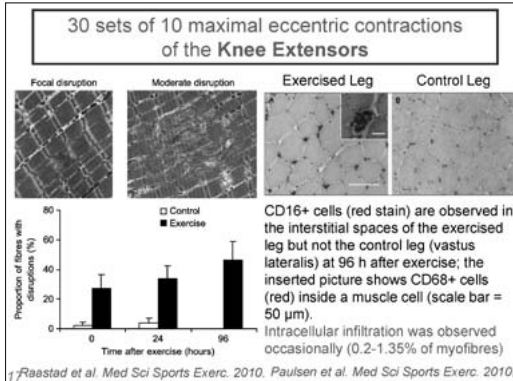 30 sets of 10 maximal eccentric contractions
of the Knee Extensors
Focal disruption
Moderate disruption
Exercised Leg
Control Leg
Proportion of fibres with
disruptions (%)
80
60
40
20
0
Control
Exercise
0
24
96
Time after exercise (hours)
CD16+ cells (red stain) are observed in
the interstitial spaces of the exercised
leg but not the control leg (vastus
lateralis) at 96 h after exercise; the
inserted picture shows CD68+ cells
(red) inside a muscle cell (scale bar =
50 µm).
Intracellular infiltration was observed
occasionally (0.2-1.35% of myofibres)
17
Raastad et al. Med Sci Sports Exerc. 2010.
Paulsen et al. Med Sci Sports Exerc. 2010